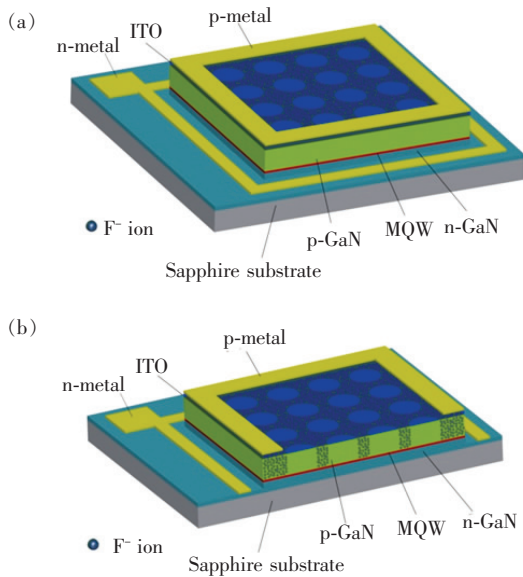 (a)
p-metal
ITO
n-metal
F⁻ ion
p-GaN
MQW
n-GaN
Sapphire substrate
(b)
p-metal
ITO
n-metal
n-GaN
MQW
p-GaN
F⁻ ion
Sapphire substrate